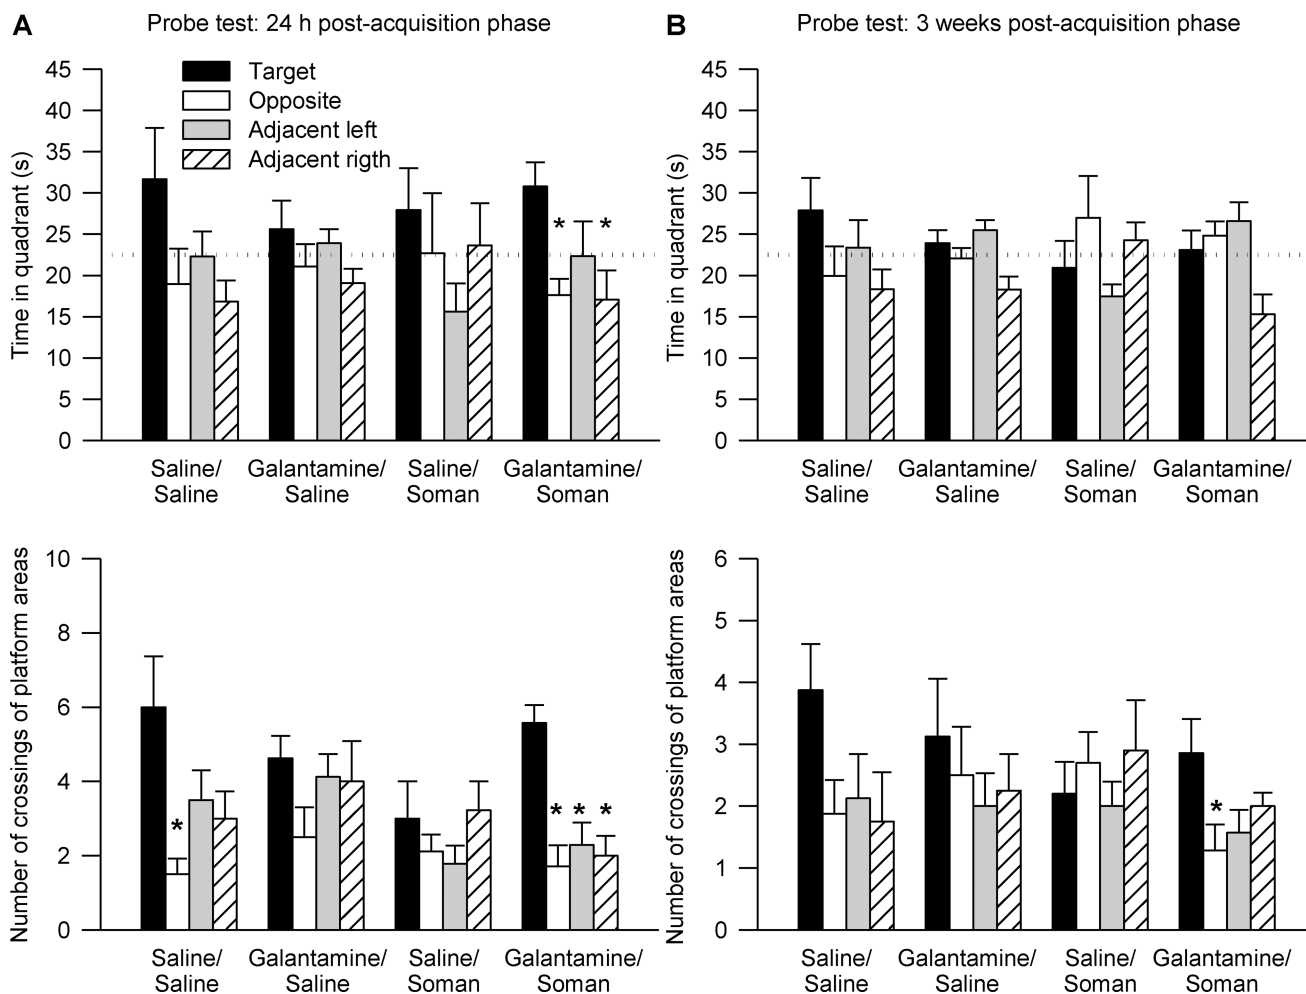 A
Probe test: 24 h post-acquisition phase
Time in quadrant (s)
45
40
35
30
25
20
15
10
5
0
Target
Opposite
Adjacent left
Adjacent rigth
*
*
Saline/
Saline
Galantamine/
Saline
Saline/
Soman
Galantamine/
Soman
B
Probe test: 3 weeks post-acquisition phase
Time in quadrant (s)
45
40
35
30
25
20
15
10
5
0
Saline/
Saline
Galantamine/
Saline
Saline/
Soman
Galantamine/
Soman
Number of crossings of platform areas
10
8
6
4
2
0
*
* * *
Saline/
Saline
Galantamine/
Saline
Saline/
Soman
Galantamine/
Soman
Number of crossings of platform areas
6
5
4
3
2
1
0
*
Saline/
Saline
Galantamine/
Saline
Saline/
Soman
Galantamine/
Soman